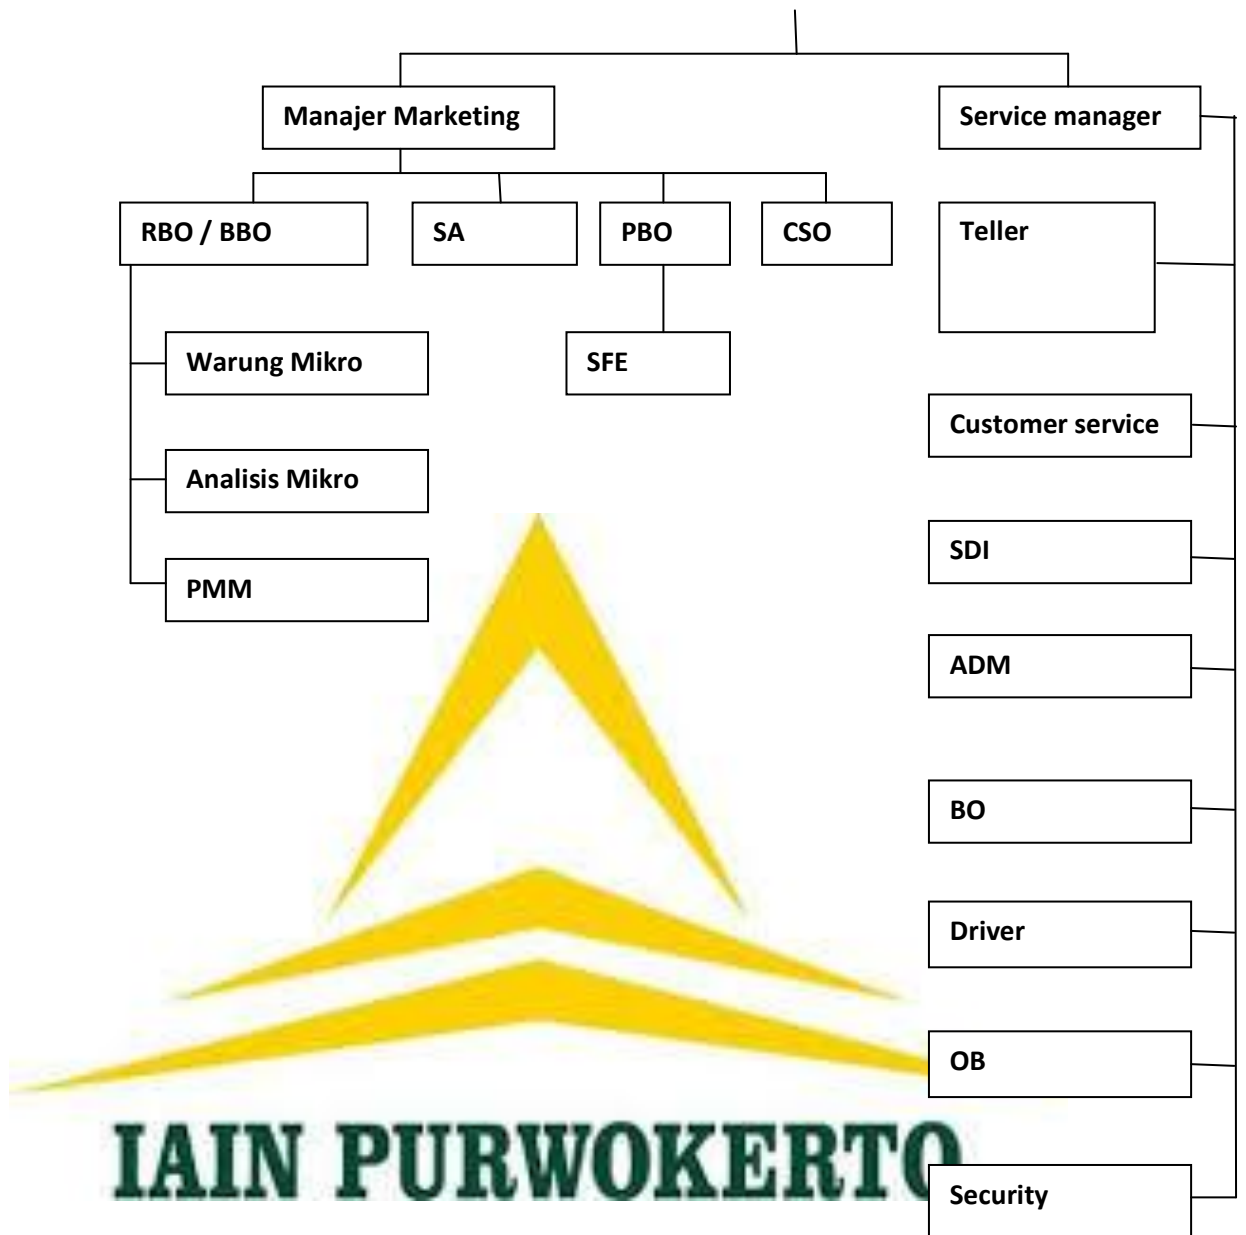 Manajer Marketing
Service manager
RBO / BBO
SA
PBO
CSO
Teller
Warung Mikro
SFE
Customer service
Analisis Mikro
SDI
PMM
ADM
BO
Driver
OB
IAIN PURWOKERTO
Security